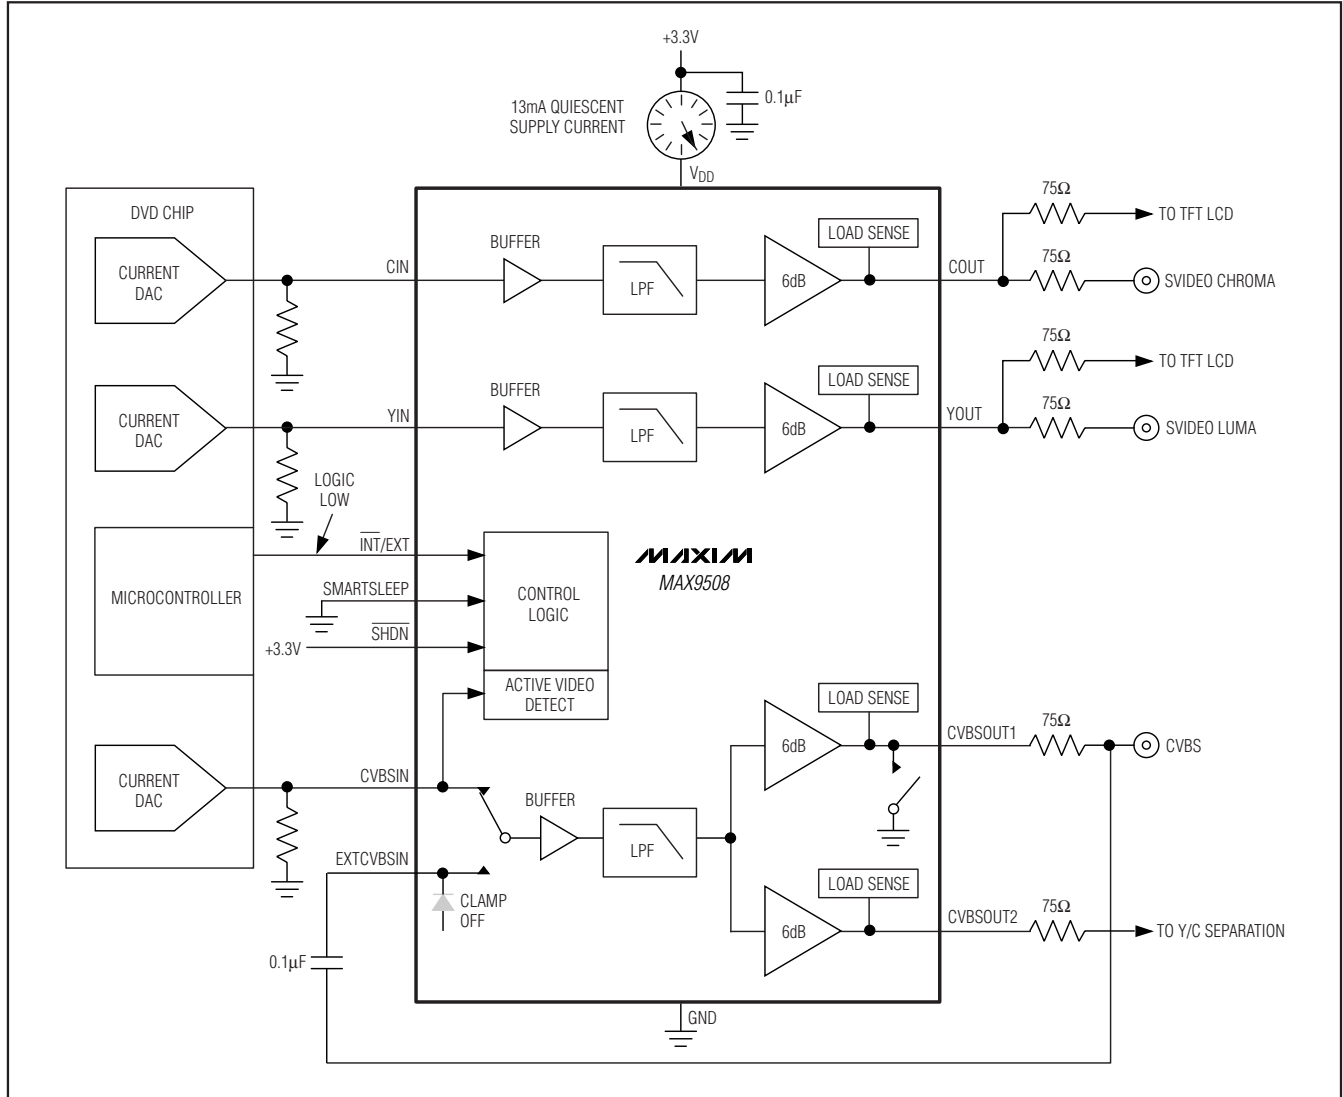 +3.3V
0.1µF
13mA QUIESCENT
SUPPLY CURRENT
VDD
DVD CHIP
CURRENT
DAC
CIN
BUFFER
LPF
6dB
LOAD SENSE
COUT
75Ω
TO TFT LCD
75Ω
SVIDEO CHROMA
CURRENT
DAC
YIN
BUFFER
LPF
6dB
LOAD SENSE
YOUT
75Ω
TO TFT LCD
75Ω
SVIDEO LUMA
LOGIC
LOW
MICROCONTROLLER
I̅N̅T̅/EXT
SMARTSLEEP
S̅H̅D̅N̅
+3.3V
CONTROL
LOGIC
ACTIVE VIDEO
DETECT
MAXIM
MAX9508
CURRENT
DAC
CVBSIN
EXTCVBSIN
CLAMP
OFF
0.1µF
BUFFER
LPF
6dB
LOAD SENSE
CVBSOUT1
75Ω
CVBS
6dB
LOAD SENSE
CVBSOUT2
75Ω
TO Y/C SEPARATION
GND